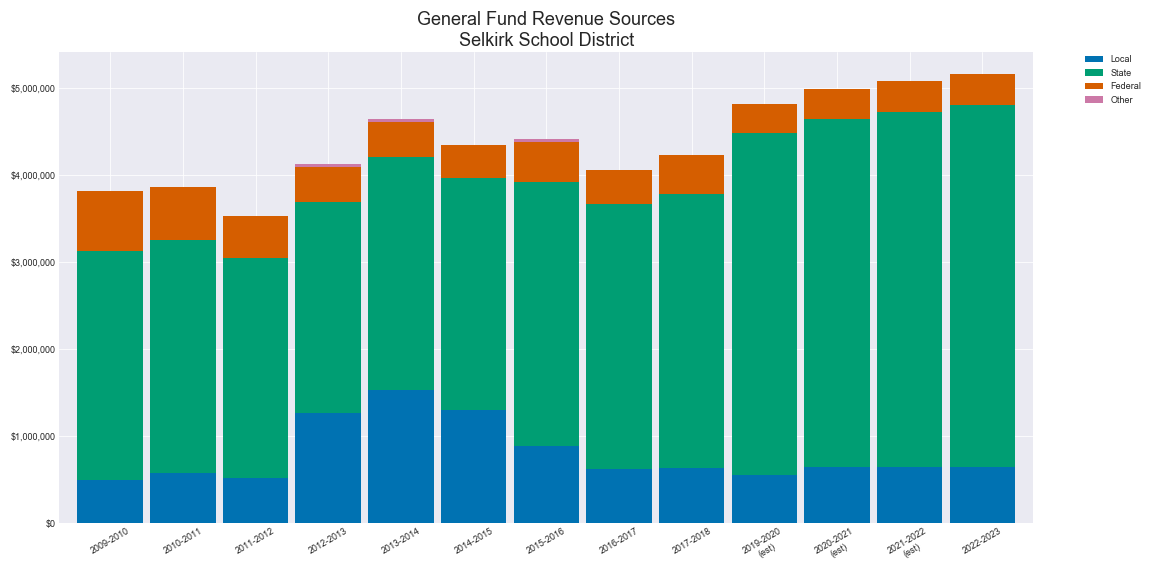 General Fund Revenue Sources
Selkirk School District
Local
State
Federal
Other
$5,000,000
$4,000,000
$3,000,000
$2,000,000
$1,000,000
$0
2009-2010
2010-2011
2011-2012
2012-2013
2013-2014
2014-2015
2015-2016
2016-2017
2017-2018
2019-2020
(est)
2020-2021
(est)
2021-2022
(est)
2022-2023